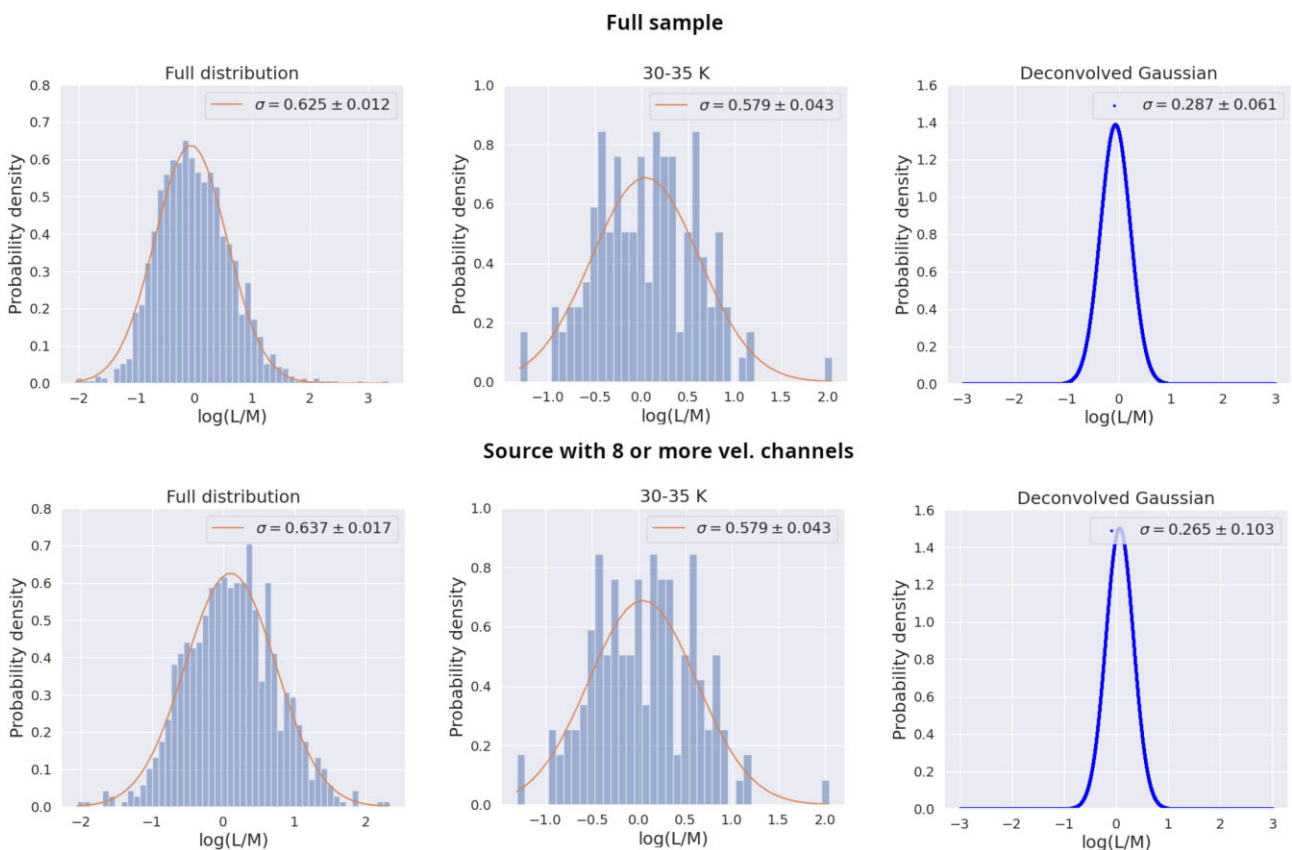 Full sample
Full distribution
σ = 0.625 ± 0.012
Probability density
0.8
0.7
0.6
0.5
0.4
0.3
0.2
0.1
0.0
−2 −1 0 1 2 3
log(L/M)
30-35 K
σ = 0.579 ± 0.043
Probability density
1.0
0.8
0.6
0.4
0.2
0.0
−1.0 −0.5 0.0 0.5 1.0 1.5 2.0
log(L/M)
Deconvolved Gaussian
σ = 0.287 ± 0.061
Probability density
1.6
1.4
1.2
1.0
0.8
0.6
0.4
0.2
0.0
−3 −2 −1 0 1 2 3
log(L/M)
Source with 8 or more vel. channels
Full distribution
σ = 0.637 ± 0.017
Probability density
0.8
0.7
0.6
0.5
0.4
0.3
0.2
0.1
0.0
−2 −1 0 1 2
log(L/M)
30-35 K
σ = 0.579 ± 0.043
Probability density
1.0
0.8
0.6
0.4
0.2
0.0
−1.0 −0.5 0.0 0.5 1.0 1.5 2.0
log(L/M)
Deconvolved Gaussian
σ = 0.265 ± 0.103
Probability density
1.6
1.4
1.2
1.0
0.8
0.6
0.4
0.2
0.0
−3 −2 −1 0 1 2 3
log(L/M)